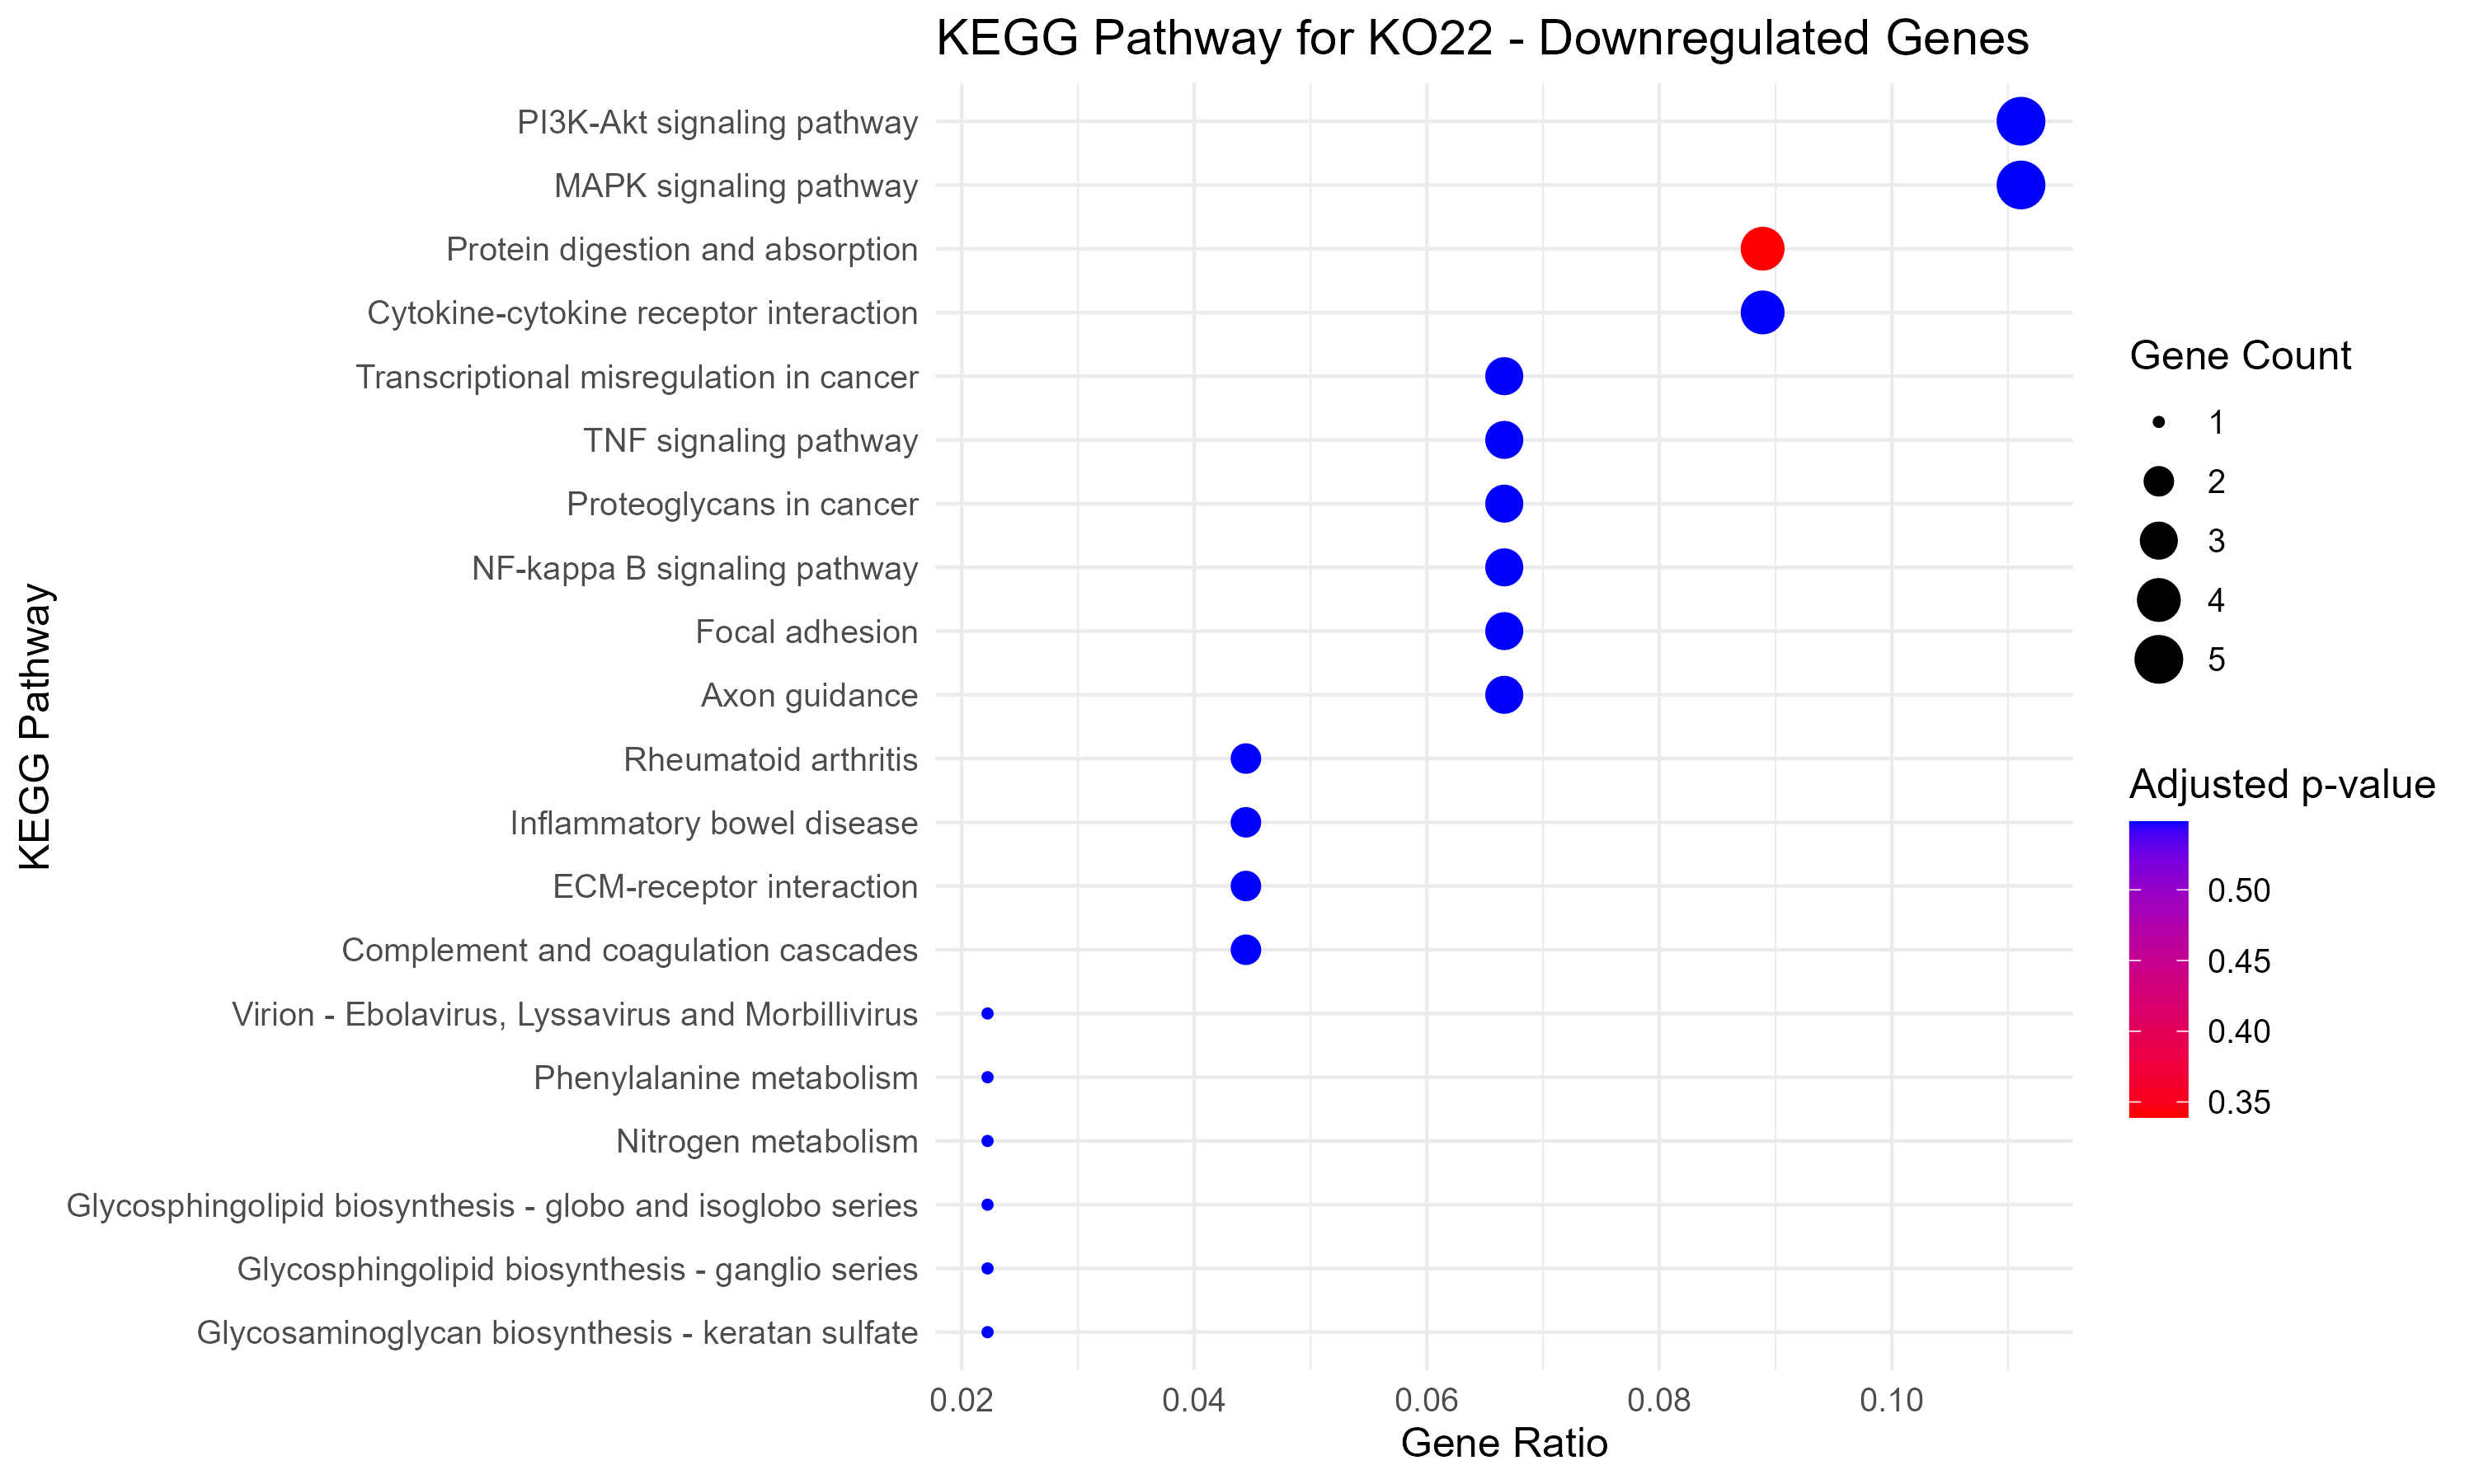 KEGG Pathway for KO22 - Downregulated Genes
KEGG Pathway
PI3K-Akt signaling pathway
MAPK signaling pathway
Protein digestion and absorption
Cytokine-cytokine receptor interaction
Transcriptional misregulation in cancer
TNF signaling pathway
Proteoglycans in cancer
NF-kappa B signaling pathway
Focal adhesion
Axon guidance
Rheumatoid arthritis
Inflammatory bowel disease
ECM-receptor interaction
Complement and coagulation cascades
Virion - Ebolavirus, Lyssavirus and Morbillivirus
Phenylalanine metabolism
Nitrogen metabolism
Glycosphingolipid biosynthesis - globo and isoglobo series
Glycosphingolipid biosynthesis - ganglio series
Glycosaminoglycan biosynthesis - keratan sulfate
0.02 0.04 0.06 0.08 0.10
Gene Ratio
Gene Count
1
2
3
4
5
Adjusted p-value
0.50
0.45
0.40
0.35